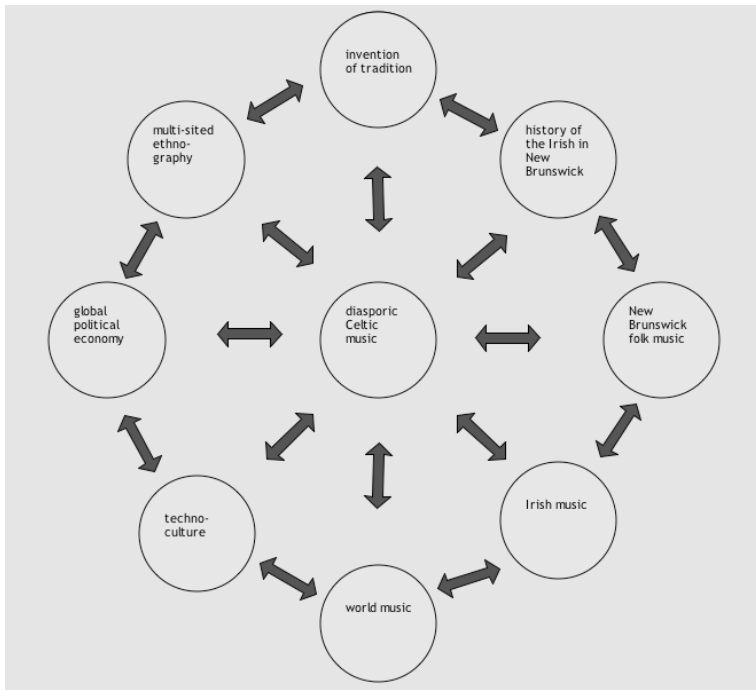 invention
of tradition
multi-sited
ethno-
graphy
history of
the Irish in
New
Brunswick
global
political
economy
diasporic
Celtic
music
New
Brunswick
folk music
techno-
culture
Irish music
world music